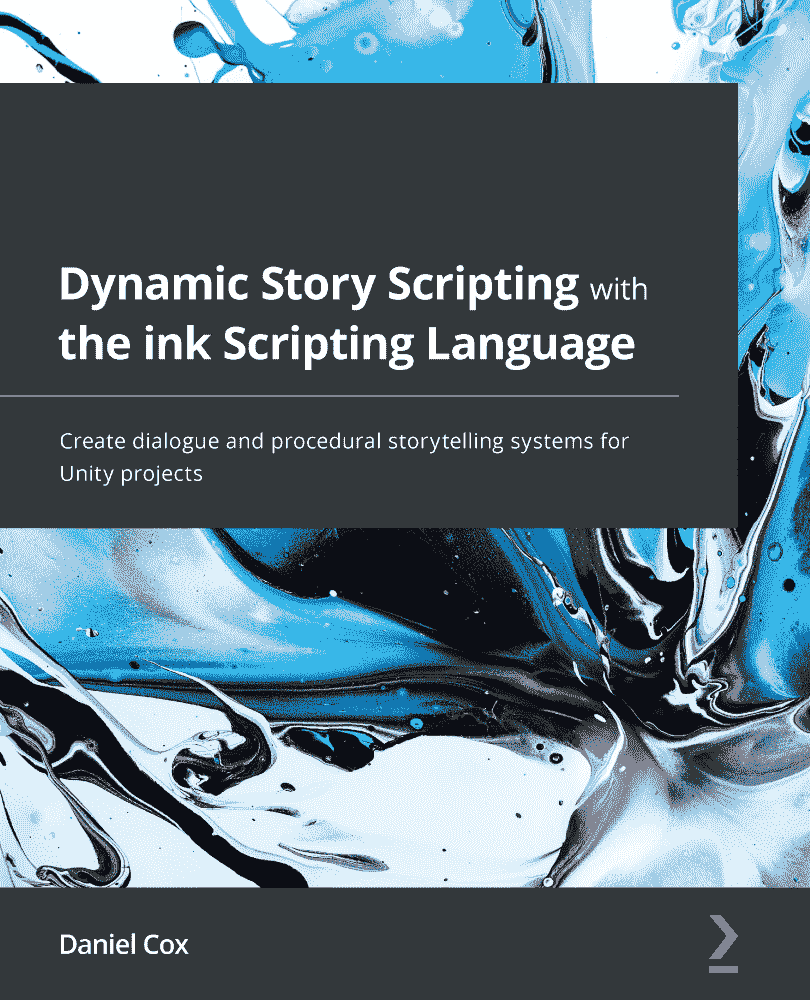 Dynamic Story Scripting with
the ink Scripting Language
Create dialogue and procedural storytelling systems for
Unity projects
Daniel Cox